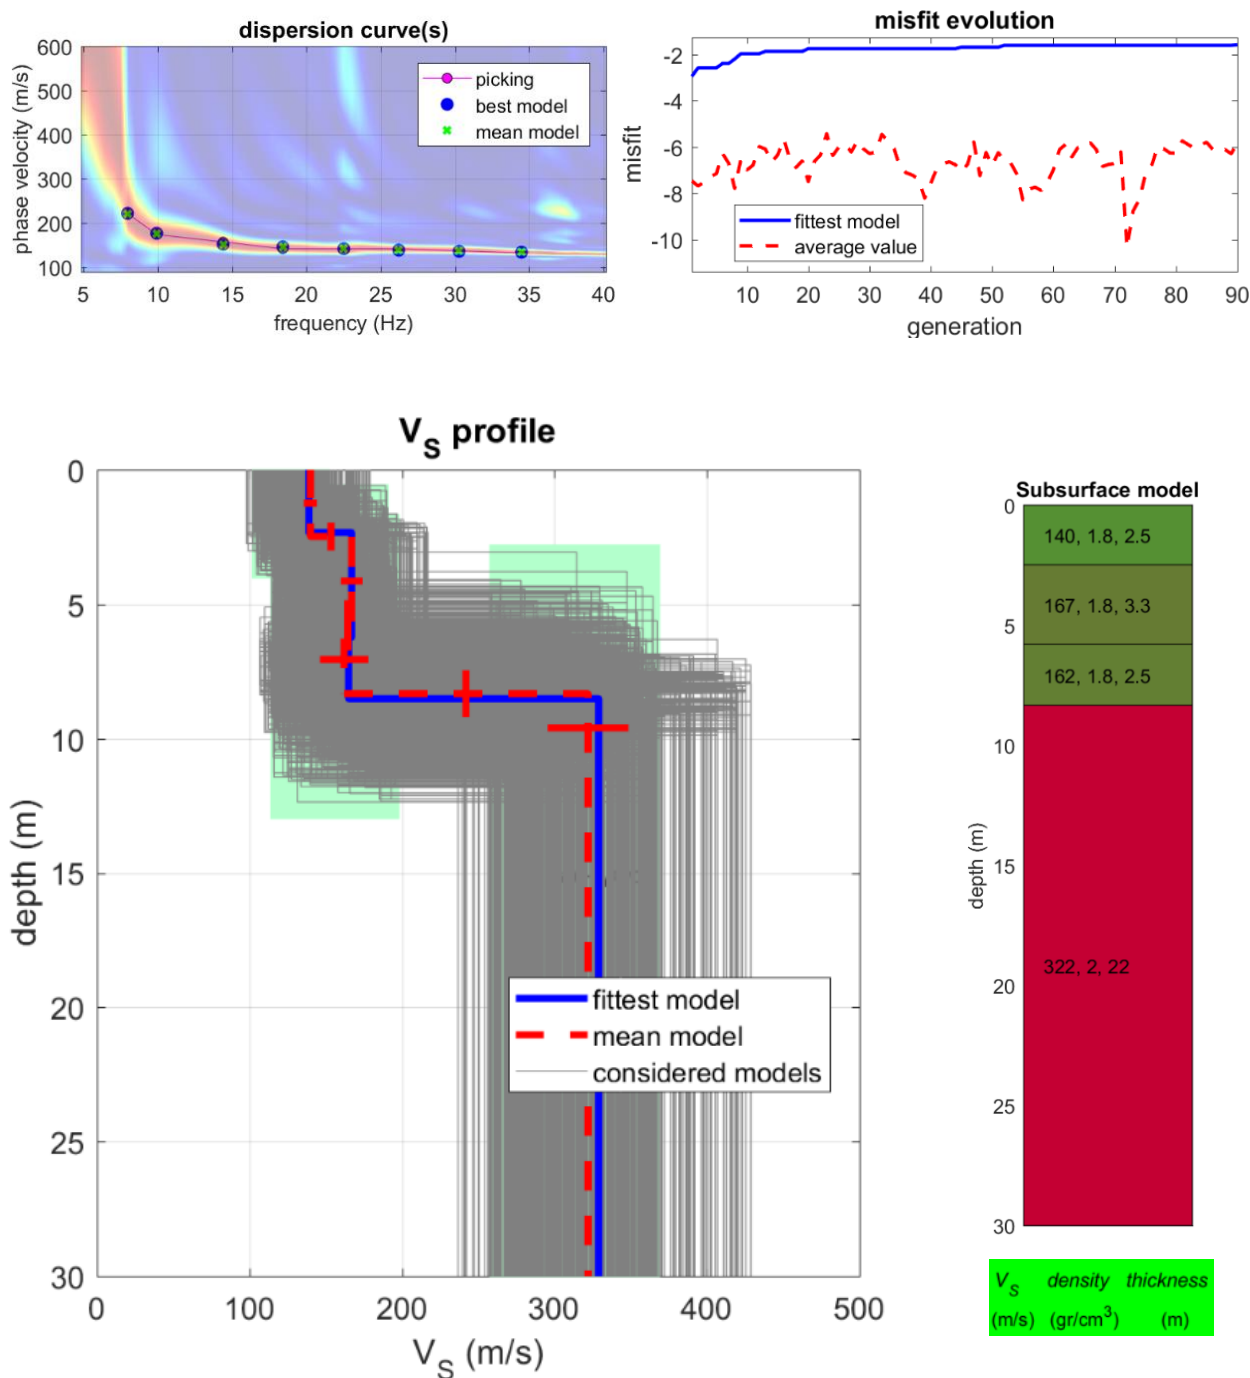 dispersion curve(s)
600
500
400
300
200
100
phase velocity (m/s)
picking
best model
mean model
5
10
15
20
25
30
35
40
frequency (Hz)
misfit evolution
-2
-4
-6
-8
-10
misfit
fittest model
average value
10
20
30
40
50
60
70
80
90
generation
V_S profile
0
5
10
15
20
25
30
depth (m)
fittest model
mean model
considered models
0
100
200
300
400
500
V_S (m/s)
Subsurface model
0
5
10
15
20
25
30
depth (m)
140, 1.8, 2.5
167, 1.8, 3.3
162, 1.8, 2.5
322, 2, 22
V_S density thickness
(m/s) (gr/cm³) (m)